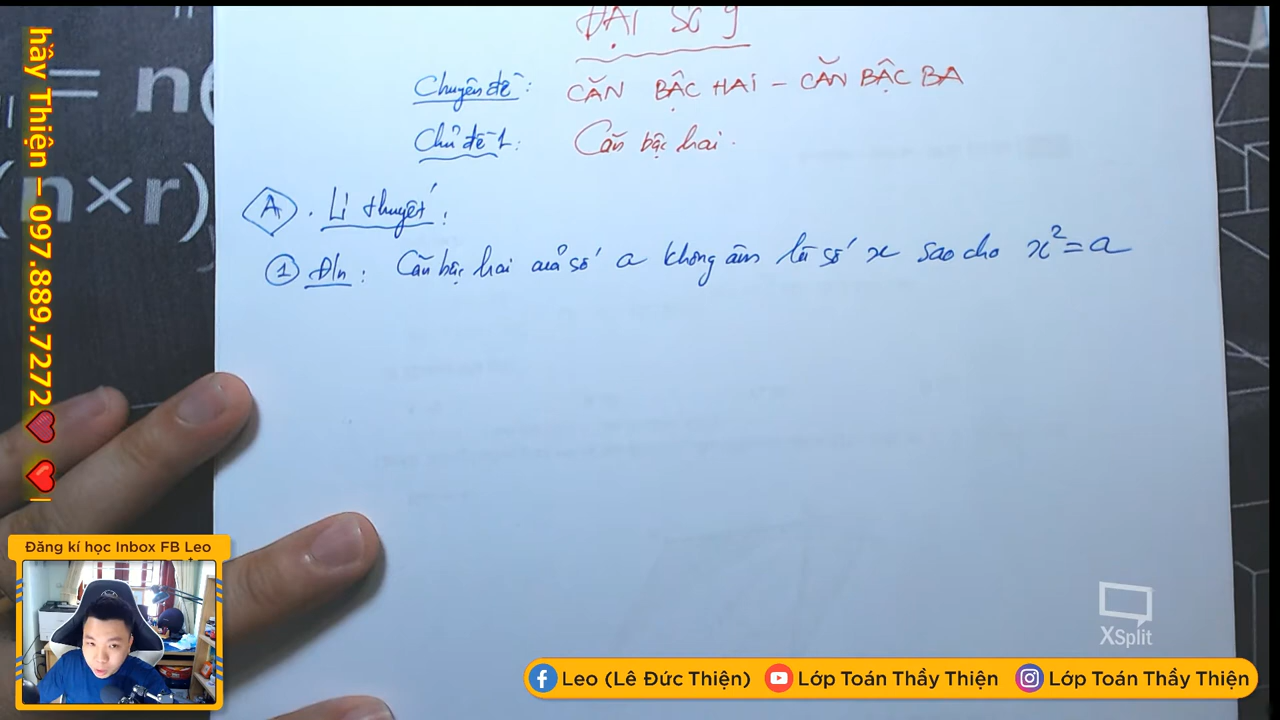 ĐẠI SỐ 9
Chuyên đề: CĂN BẬC HAI – CĂN BẬC BA
Chủ đề 1: Căn bậc hai.
A. Lí thuyết:
① Đ/n: Căn bậc hai của số a không âm là số x sao cho x²=a
hầy Thiện – 097.889.7272
Đăng kí học Inbox FB Leo
= n
(n×r)
XSplit
Leo (Lê Đức Thiện) Lớp Toán Thầy Thiện Lớp Toán Thầy Thiện